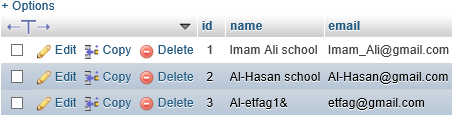 + Options
id name email
Edit Copy Delete 1 Imam Ali school Imam_Ali@gmail.com
Edit Copy Delete 2 Al-Hasan school Al-Hasan@gmail.com
Edit Copy Delete 3 Al-etfag1& etfag@gmail.com